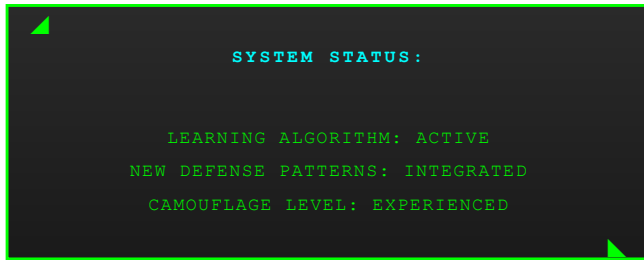 SYSTEM STATUS:
LEARNING ALGORITHM: ACTIVE
NEW DEFENSE PATTERNS: INTEGRATED
CAMOUFLAGE LEVEL: EXPERIENCED